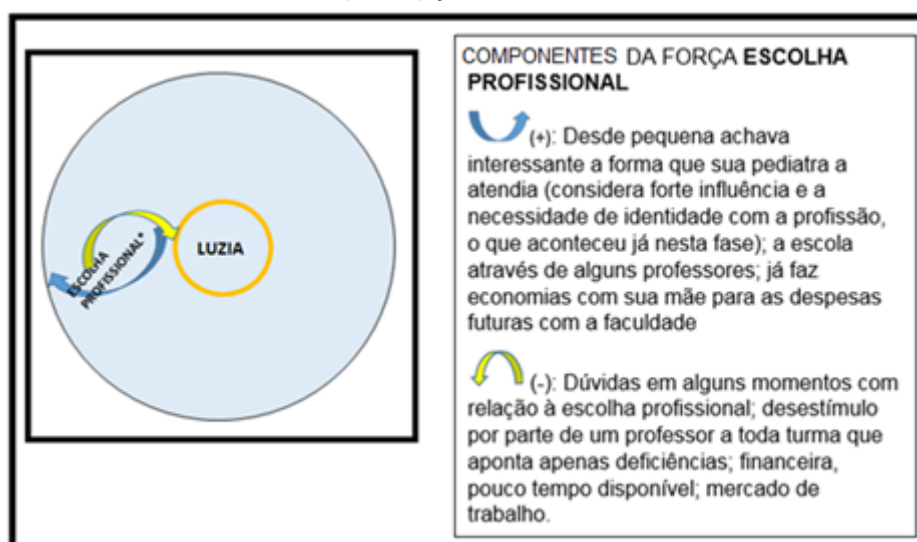 ESCOLHA
PROFISSIONAL*
LUZIA
COMPONENTES DA FORÇA ESCOLHA
PROFISSIONAL
(+): Desde pequena achava
interessante a forma que sua pediatra a
atendia (considera forte influência e a
necessidade de identidade com a profissão,
o que aconteceu já nesta fase); a escola
através de alguns professores; já faz
economias com sua mãe para as despesas
futuras com a faculdade
(-): Dúvidas em alguns momentos com
relação à escolha profissional; desestímulo
por parte de um professor a toda turma que
aponta apenas deficiências; financeira,
pouco tempo disponível; mercado de
trabalho.